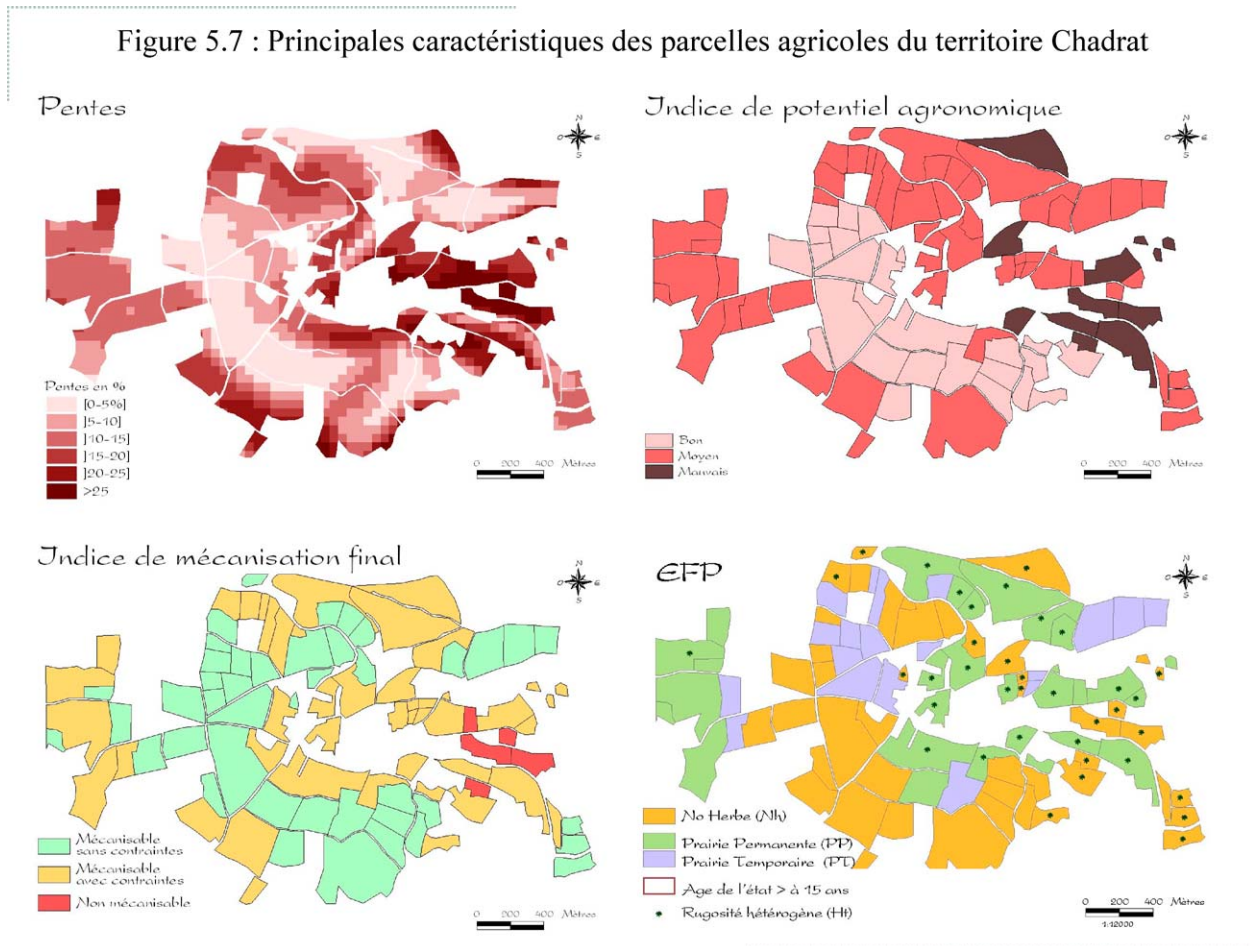 Figure 5.7 : Principales caractéristiques des parcelles agricoles du territoire Chadrat
Pentes
N
O
E
S
Pentes en %
[0-5%]
]5-10]
]10-15]
]15-20]
]20-25]
>25
0 200 400 Mètres
Indice de potentiel agronomique
N
O
E
S
Bon
Moyen
Mauvais
0 200 400 Mètres
Indice de mécanisation final
N
O
E
S
Mécanisable
sans contraintes
Mécanisable
avec contraintes
Non mécanisable
0 200 400 Mètres
EFP
N
O
E
S
No Herbe (Nh)
Prairie Permanente (PP)
Prairie Temporaire (PT)
Age de l'état > à 15 ans
Rugosité hétérogène (Ht)
0 200 400 Mètres
1:12000